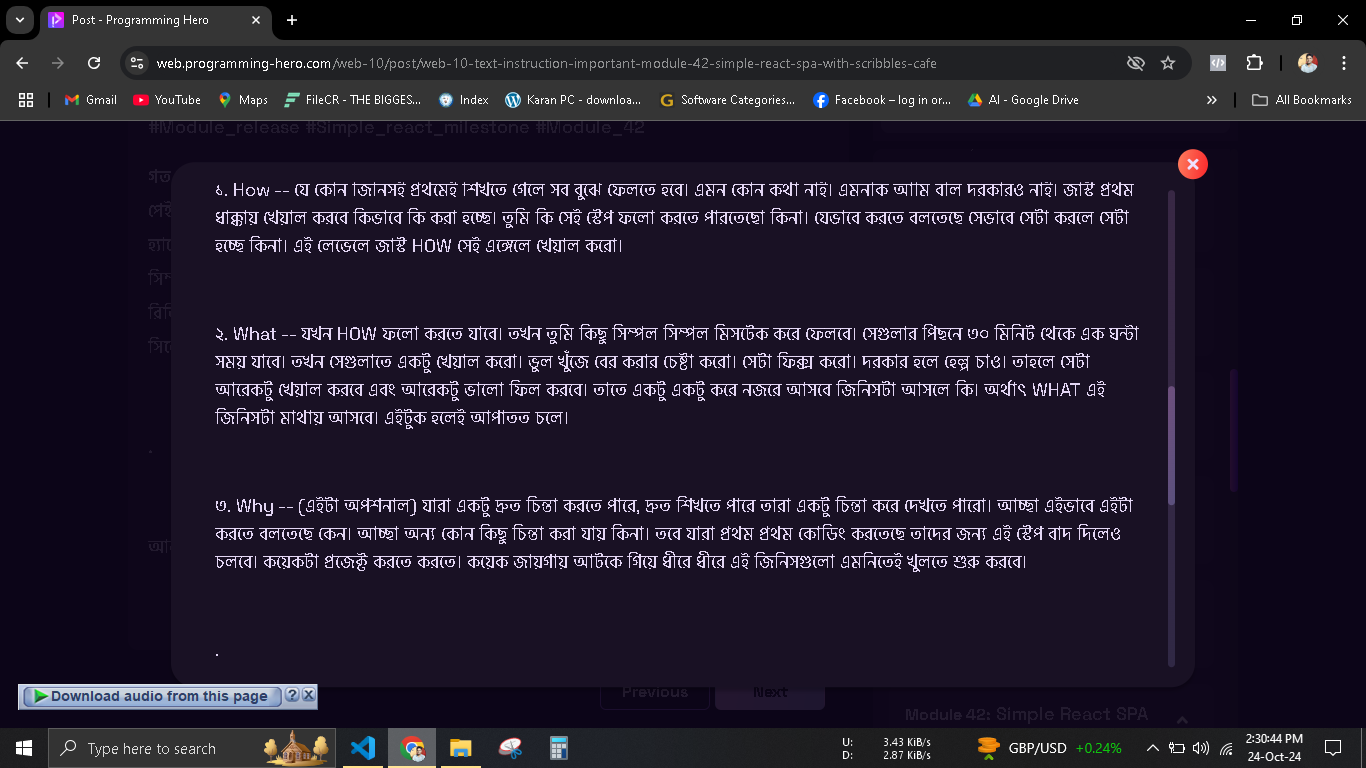 Post - Programming Hero
web.programming-hero.com/web-10/post/web-10-text-instruction-important-module-42-simple-react-spa-with-scribbles-cafe
Gmail YouTube Maps FileCR - THE BIGGES... Index Karan PC - downloa... Software Categories... Facebook – log in or... AI - Google Drive » All Bookmarks
#Module_release #Simple_react_milestone #Module_42
১. How -- যে কোন জিনিসই প্রথমেই শিখতে গেলে সব বুঝে ফেলতে হবে। এমন কোন কথা নাই। এমনকি আমি বলি দরকারও নাই। জাস্ট প্রথম
ধাক্কায় খেয়াল করবে কিভাবে কি করা হচ্ছে। তুমি কি সেই স্টেপ ফলো করতে পারতেছো কিনা। যেভাবে করতে বলতেছে সেভাবে সেটা করলে সেটা
হচ্ছে কিনা। এই লেভেলে জাস্ট HOW সেই এঙ্গেলে খেয়াল করো।
২. What -- যখন HOW ফলো করতে যাবে। তখন তুমি কিছু সিম্পল সিম্পল মিসটেক করে ফেলবে। সেগুলার পিছনে ৩০ মিনিট থেকে এক ঘন্টা
সময় যাবে। তখন সেগুলাতে একটু খেয়াল করো। ভুল খুঁজে বের করার চেষ্টা করো। সেটা ফিক্স করো। দরকার হলে হেল্প চাও। তাহলে সেটা
আরেকটু খেয়াল করবে এবং আরেকটু ভালো ফিল করবে। তাতে একটু একটু করে নজরে আসবে জিনিসটা আসলে কি। অর্থাৎ WHAT এই
জিনিসটা মাথায় আসবে। এইটুক হলেই আপাতত চলে।
৩. Why -- (এইটা অপশনাল) যারা একটু দ্রুত চিন্তা করতে পারে, দ্রুত শিখতে পারে তারা একটু চিন্তা করে দেখতে পারো। আচ্ছা এইভাবে এইটা
করতে বলতেছে কেন। আচ্ছা অন্য কোন কিছু চিন্তা করা যায় কিনা। তবে যারা প্রথম প্রথম কোডিং করতেছে তাদের জন্য এই স্টেপ বাদ দিলেও
চলবে। কয়েকটা প্রজেক্ট করতে করতে। কয়েক জায়গায় আটকে গিয়ে ধীরে ধীরে এই জিনিসগুলো এমনিতেই খুলতে শুরু করবে।
.
Download audio from this page
Previous Next
Module 42: Simple React SPA
Type here to search
U: 3.43 KiB/s
D: 2.87 KiB/s
GBP/USD +0.24%
2:30:44 PM
24-Oct-24